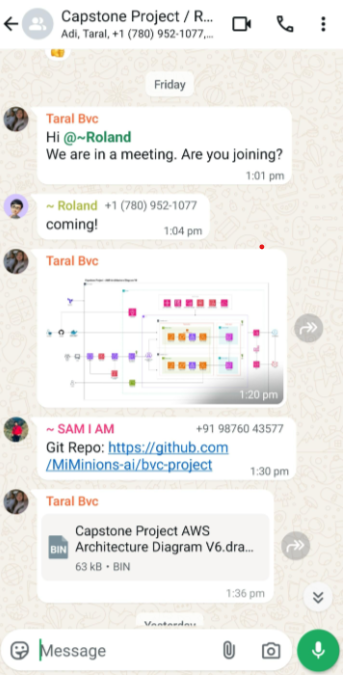 Capstone Project / R...
Adi, Taral, +1 (780) 952-1077,...
Friday
Taral Bvc
Hi @~Roland
We are in a meeting. Are you joining?
1:01 pm
~ Roland +1 (780) 952-1077
coming!
1:04 pm
Taral Bvc
1:20 pm
~ SAM I AM +91 98760 43577
Git Repo: https://github.com
/MiMinions-ai/bvc-project
1:30 pm
Taral Bvc
Capstone Project AWS
Architecture Diagram V6.dra...
BIN
63 kB • BIN
1:36 pm
Yesterday
Message